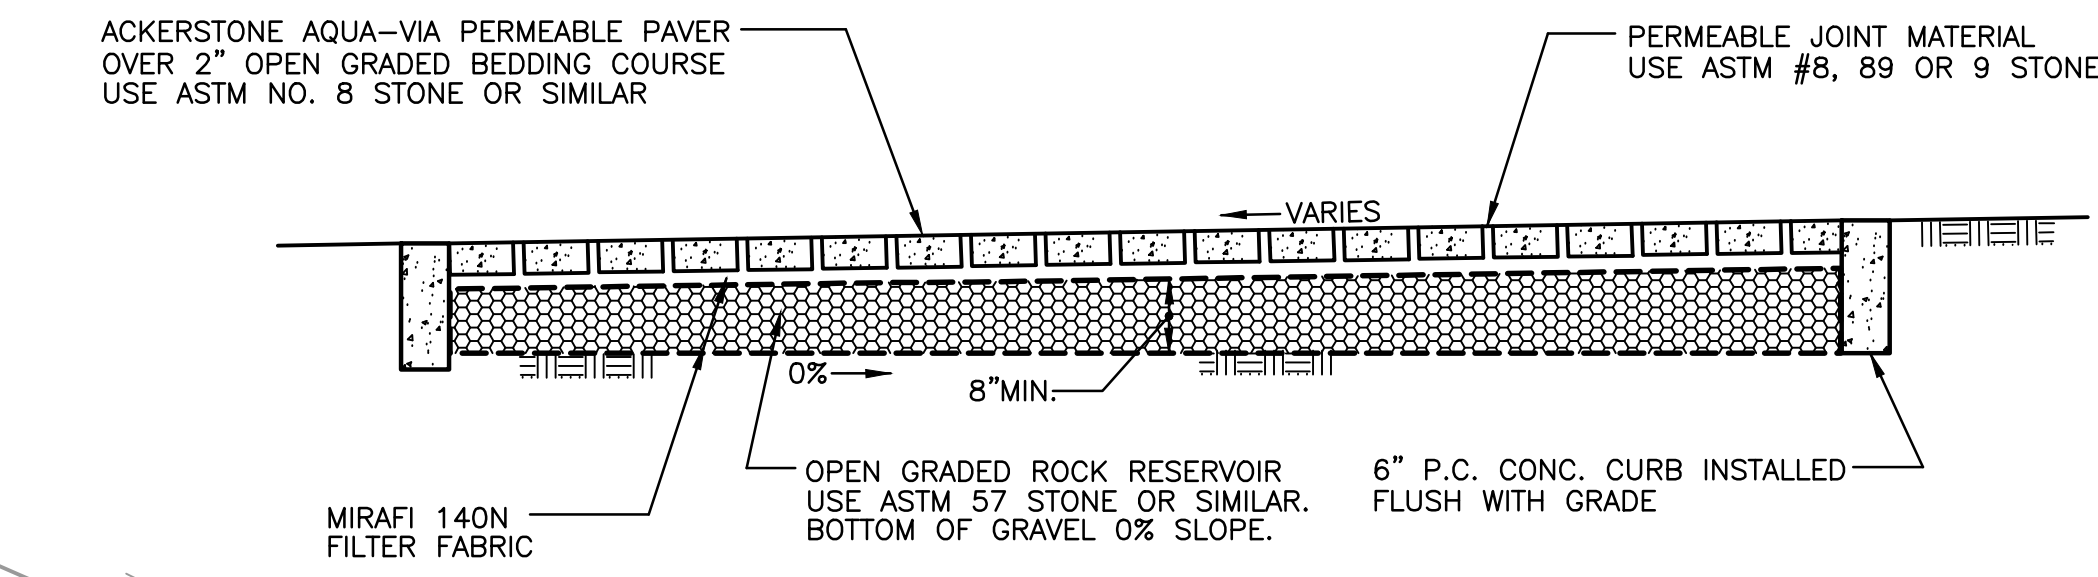 ACKERSTONE AQUA-VIA PERMEABLE PAVER
OVER 2" OPEN GRADED BEDDING COURSE
USE ASTM NO. 8 STONE OR SIMILAR
PERMEABLE JOINT MATERIAL
USE ASTM #8, 89 OR 9 STONE
VARIES
0%
8"MIN.
OPEN GRADED ROCK RESERVOIR
USE ASTM 57 STONE OR SIMILAR.
BOTTOM OF GRAVEL 0% SLOPE.
6" P.C. CONC. CURB INSTALLED
FLUSH WITH GRADE
MIRAFI 140N
FILTER FABRIC